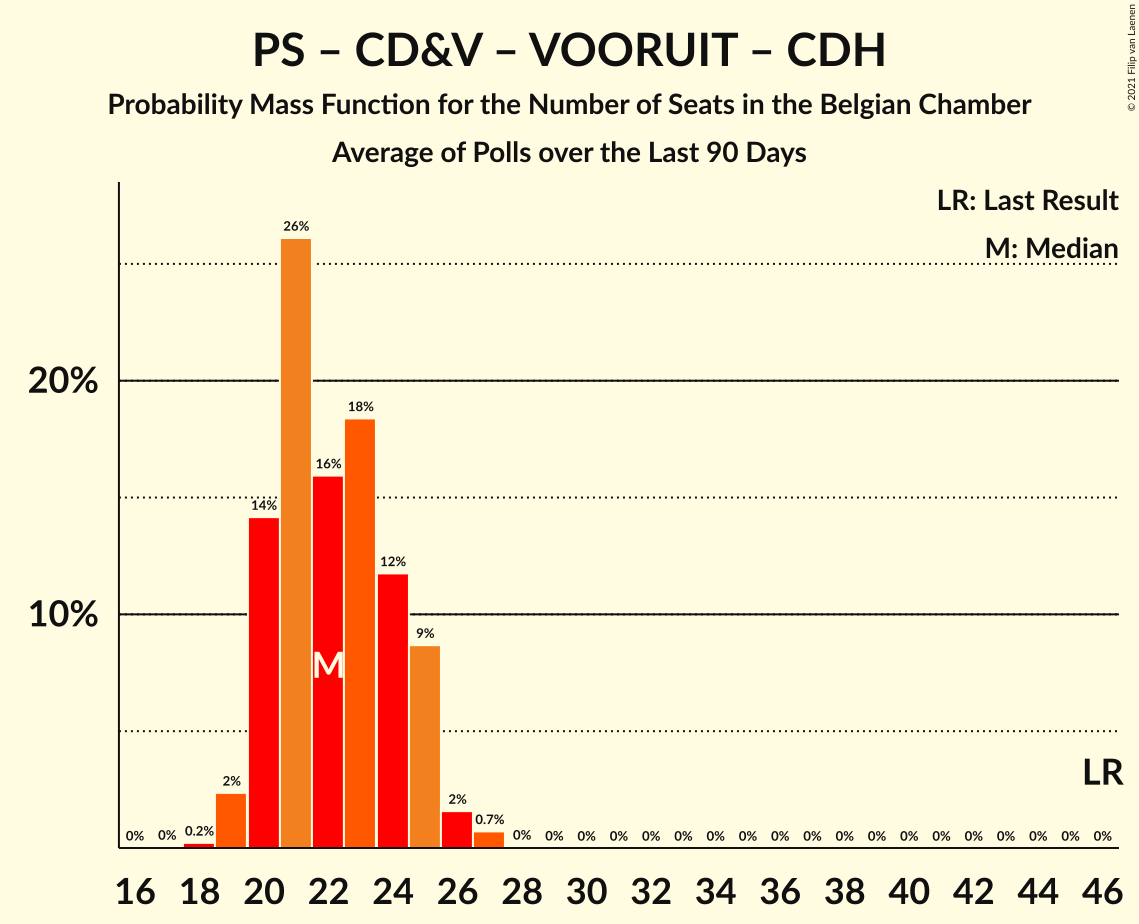 PS – CD&V – VOORUIT – CDH
Probability Mass Function for the Number of Seats in the Belgian Chamber
Average of Polls over the Last 90 Days
© 2021 Filip van Laenen
LR: Last Result
M: Median
20%
10%
0% 0% 0.2% 2% 14% 26% 16% 18% 12% 9% 2% 0.7% 0% 0% 0% 0% 0% 0% 0% 0% 0% 0% 0% 0% 0% 0% 0% 0% 0% 0% 0%
M
LR
16 18 20 22 24 26 28 30 32 34 36 38 40 42 44 46